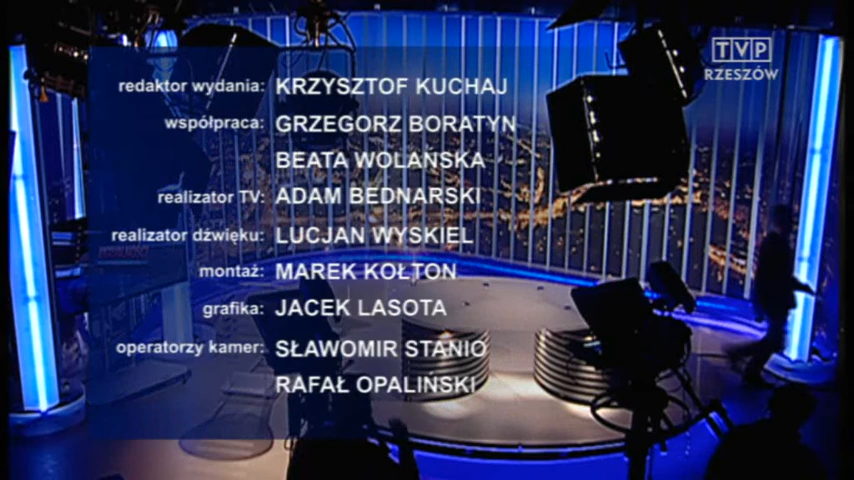 TVP
RZESZÓW
redaktor wydania: KRZYSZTOF KUCHAJ
współpraca: GRZEGORZ BORATYN
BEATA WOLAŃSKA
realizator TV: ADAM BEDNARSKI
realizator dźwięku: LUCJAN WYSKIEL
montaż: MAREK KOŁTON
grafika: JACEK LASOTA
operatorzy kamer: SŁAWOMIR STANIO
RAFAŁ OPALIŃSKI